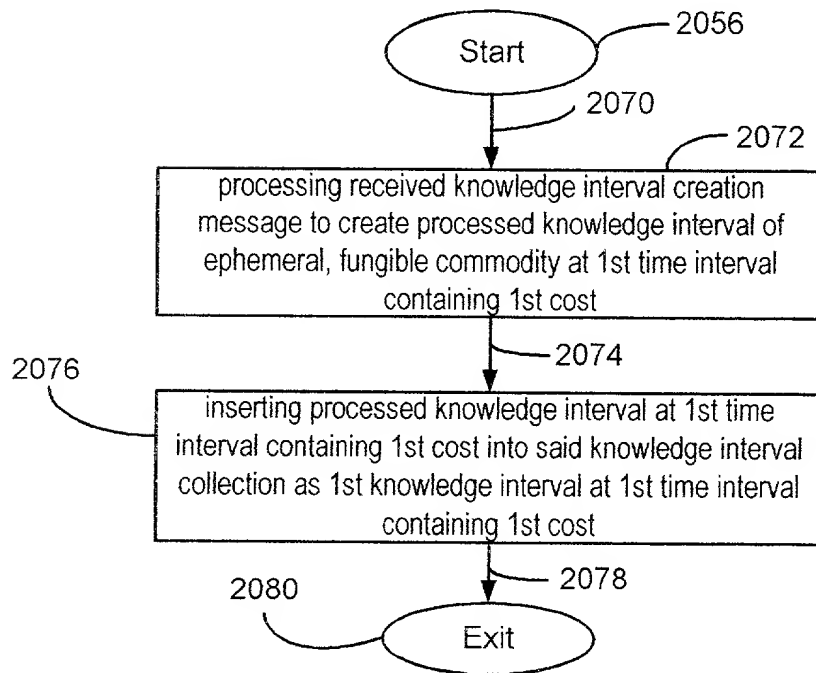 Start
2056
2070
2072
processing received knowledge interval creation
message to create processed knowledge interval of
ephemeral, fungible commodity at 1st time interval
containing 1st cost
2074
2076
inserting processed knowledge interval at 1st time
interval containing 1st cost into said knowledge interval
collection as 1st knowledge interval at 1st time interval
containing 1st cost
2078
2080
Exit